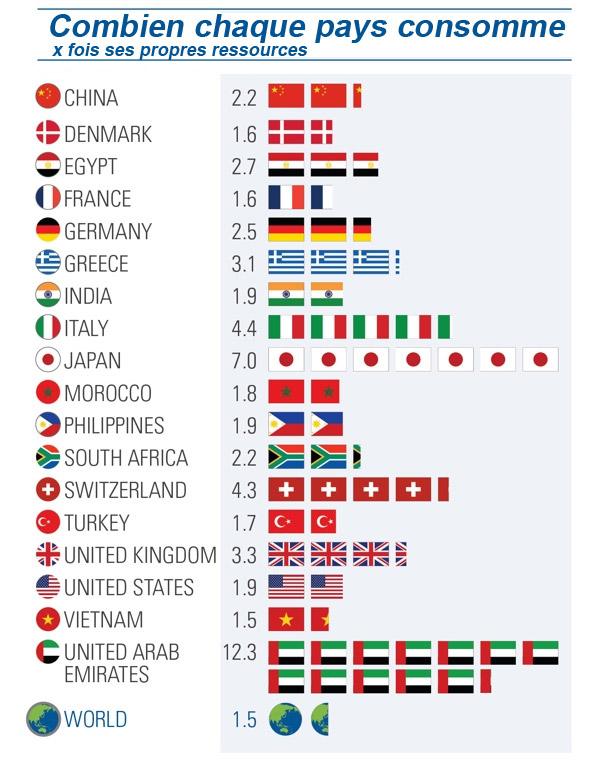 Combien chaque pays consomme
x fois ses propres ressources
CHINA 2.2
DENMARK 1.6
EGYPT 2.7
FRANCE 1.6
GERMANY 2.5
GREECE 3.1
INDIA 1.9
ITALY 4.4
JAPAN 7.0
MOROCCO 1.8
PHILIPPINES 1.9
SOUTH AFRICA 2.2
SWITZERLAND 4.3
TURKEY 1.7
UNITED KINGDOM 3.3
UNITED STATES 1.9
VIETNAM 1.5
UNITED ARAB 12.3
EMIRATES
WORLD 1.5